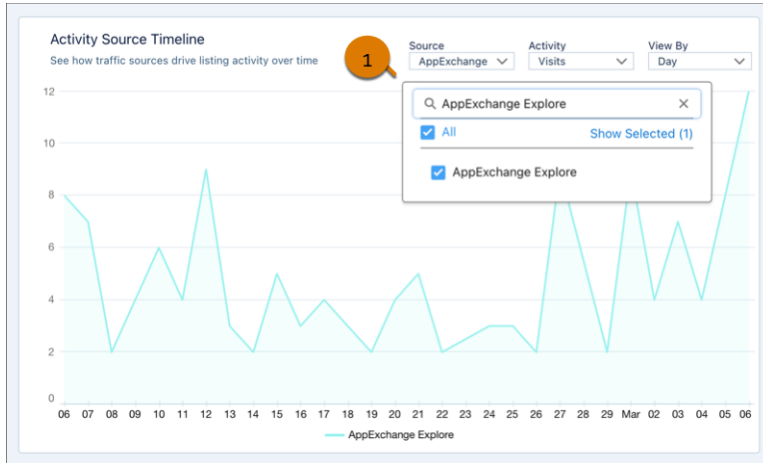 Activity Source Timeline
See how traffic sources drive listing activity over time
1
Source
AppExchange
Activity
Visits
View By
Day
AppExchange Explore
All
Show Selected (1)
AppExchange Explore
12
10
8
6
4
2
0
06 07 08 09 10 11 12 13 14 15 16 17 18 19 20 21 22 23 24 25 26 27 28 29 Mar 02 03 04 05 06
AppExchange Explore